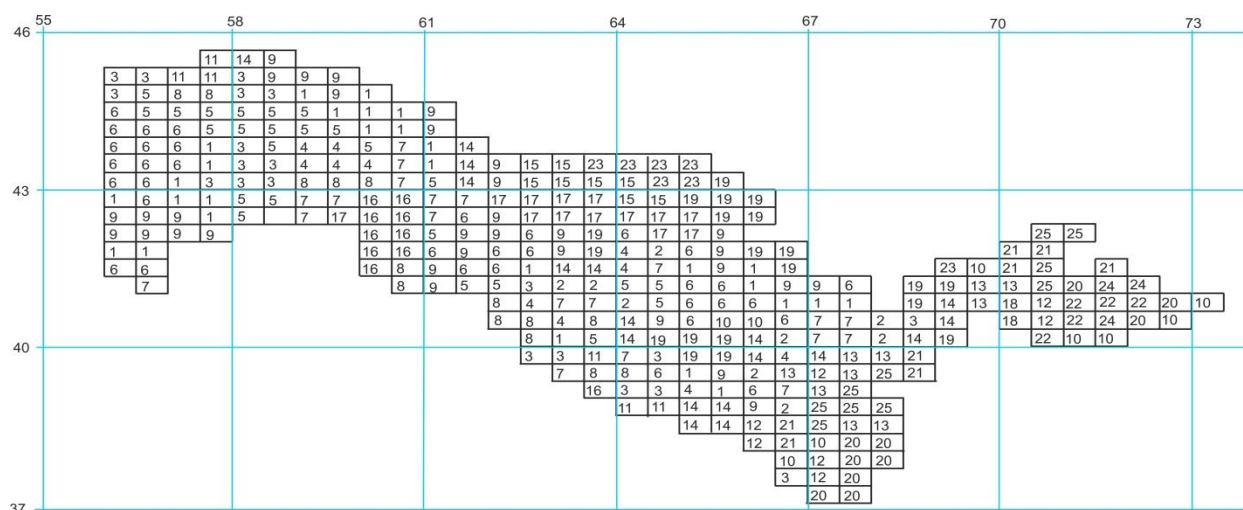 55 58 61 64 67 70 73
46
11 14 9
3 3 11 11 3 9 9 9
3 5 8 8 3 3 1 9 1
6 5 5 5 5 5 5 1 1 1 9
6 6 6 5 5 5 5 5 1 1 9
6 6 6 1 3 5 4 4 5 7 1 14
6 6 6 1 3 3 4 4 4 7 1 14 9 15 15 23 23 23 23
43
6 6 1 3 3 3 8 8 8 7 5 14 9 15 15 15 15 23 23 19
1 6 1 1 5 5 7 7 16 16 7 7 17 17 17 17 15 15 19 19 19
9 9 9 1 5 7 17 16 16 7 6 9 17 17 17 17 17 17 19 19
9 9 9 9 16 16 5 9 9 6 9 19 6 17 17 9 25 25
1 1 16 16 6 9 6 6 9 19 4 2 6 9 19 19 21 21
6 6 16 8 9 6 6 1 14 14 4 7 1 9 1 19 23 10 21 25 21
7 8 9 5 5 3 2 2 5 5 6 6 1 9 9 6 19 19 13 13 25 20 24 24
8 4 7 7 2 5 6 6 6 1 1 1 19 14 13 18 12 22 22 22 20 10
8 8 4 8 14 9 6 10 10 6 7 7 2 3 14 18 12 22 24 20 10
8 1 5 14 19 19 19 14 2 7 7 2 14 19 22 10 10
40
3 3 11 7 3 19 19 14 4 14 13 13 21
7 8 8 6 1 9 2 13 12 13 25 21
16 3 3 4 1 6 7 13 25
11 11 14 14 9 2 25 25 25
14 14 12 21 25 13 13
12 21 10 20 20
10 12 20 20
3 12 20
20 20
37